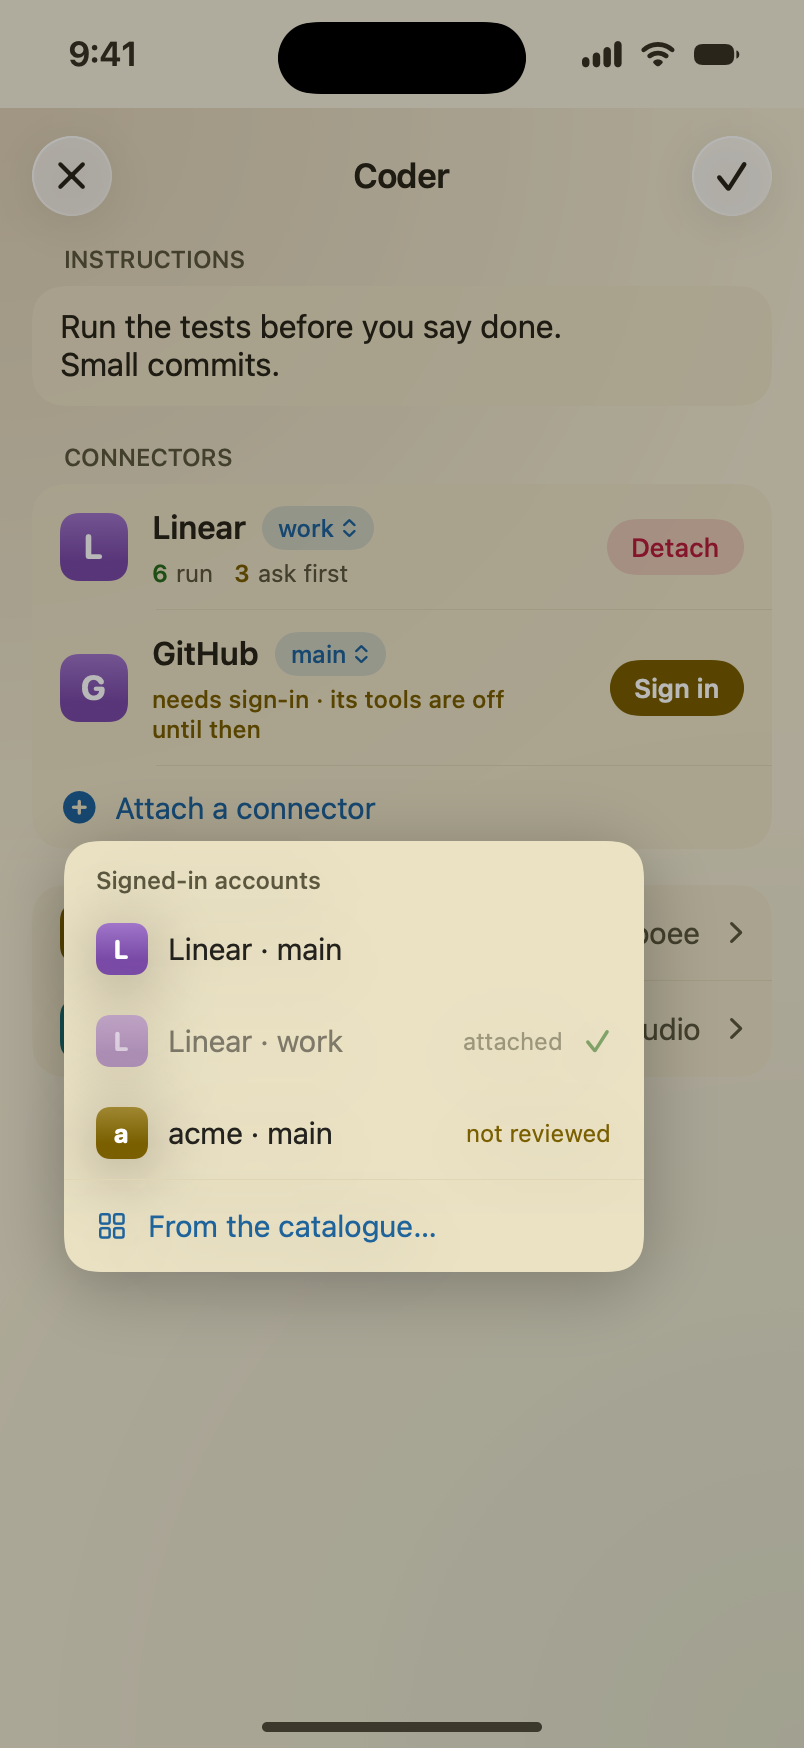 9:41
Coder
INSTRUCTIONS
Run the tests before you say done.
Small commits.
CONNECTORS
L
Linear
work
Detach
6 run 3 ask first
G
GitHub
main
Sign in
needs sign-in · its tools are off
until then
Attach a connector
Signed-in accounts
L
Linear · main
L
Linear · work
attached
a
acme · main
not reviewed
From the catalogue...